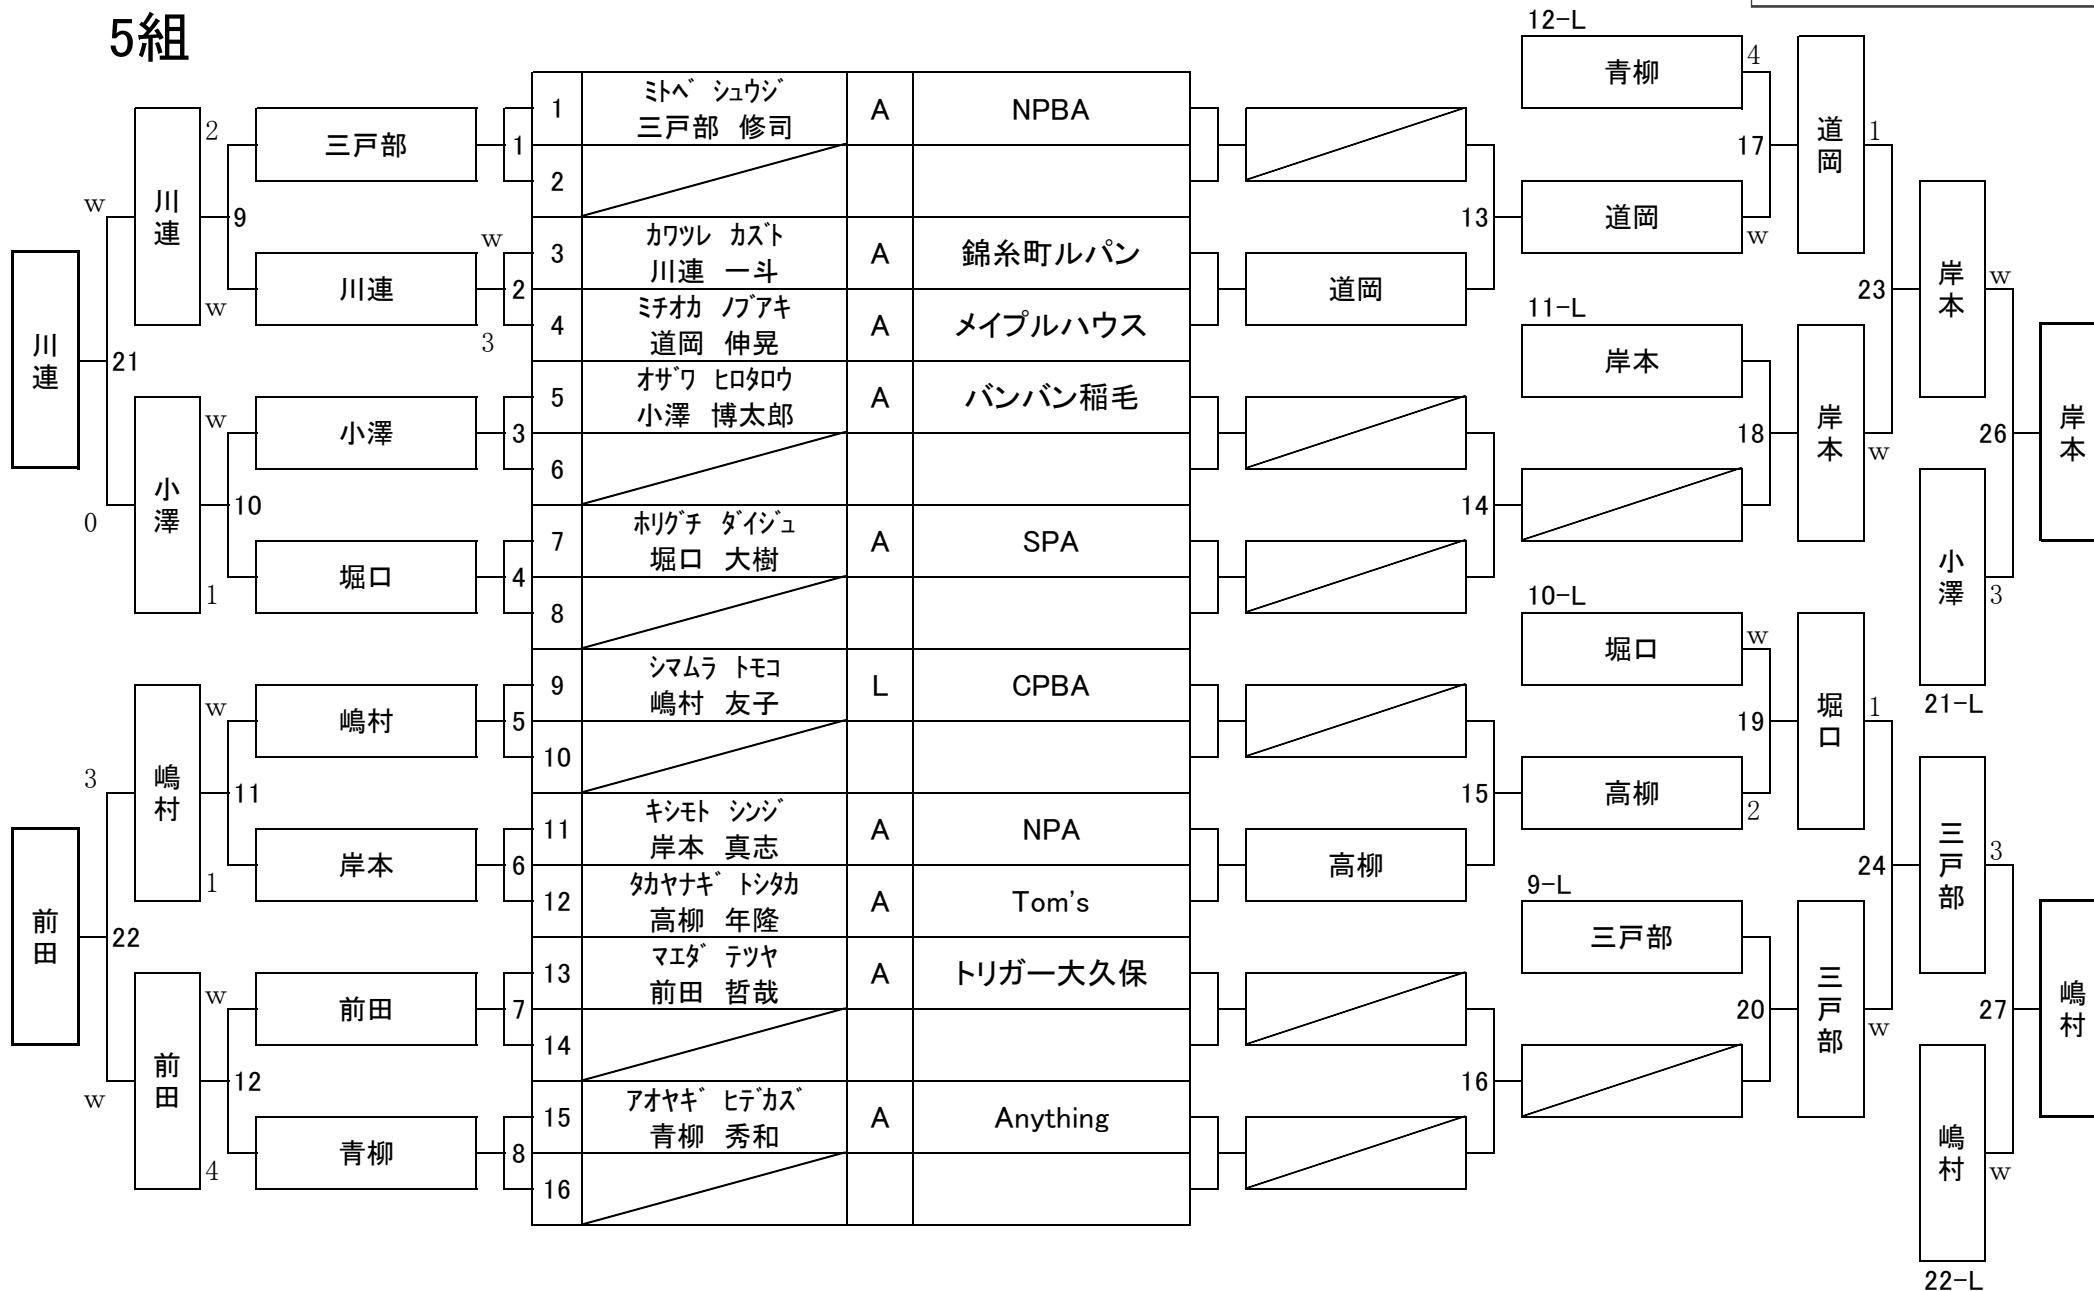 5組
1 ﾐﾄﾍﾞ ｼｭｳｼﾞ A NPBA
三戸部 修司
2
3 ｶﾜﾂﾚ ｶｽﾞﾄ A 錦糸町ルパン
川連 一斗
4 ﾐﾁｵｶ ﾉﾌﾞｱｷ A メイプルハウス
道岡 伸晃
5 ｵｻﾞﾜ ﾋﾛﾀﾛｳ A バンバン稲毛
小澤 博太郎
6
7 ﾎﾘｸﾞﾁ ﾀﾞｲｼﾞｭ A SPA
堀口 大樹
8
9 ｼﾏﾑﾗ ﾄﾓｺ L CPBA
嶋村 友子
10
11 ｷｼﾓﾄ ｼﾝｼﾞ A NPA
岸本 真志
12 ﾀｶﾔﾅｷﾞ ﾄｼﾀｶ A Tom's
高柳 年隆
13 ﾏｴﾀﾞ ﾃﾂﾔ A トリガー大久保
前田 哲哉
14
15 ｱｵﾔｷﾞ ﾋﾃﾞｶｽﾞ A Anything
青柳 秀和
16
三戸部 1
川連 2
w
3
小澤 3
堀口 4
嶋村 5
岸本 6
前田 7
青柳 8
川連 9
2
w
小澤 10
w
1
嶋村 11
w
1
前田 12
w
4
川連 21
w
0
前田 22
3
w
道岡
13
14
高柳
15
16
12-L
青柳 4
道岡 w
17
11-L
岸本
18
10-L
堀口 w
高柳 2
19
9-L
三戸部
20
道岡 1
岸本 w
23
堀口 1
三戸部 w
24
岸本 w
小澤 3
21-L
26
三戸部 3
嶋村 w
22-L
27
岸本
嶋村